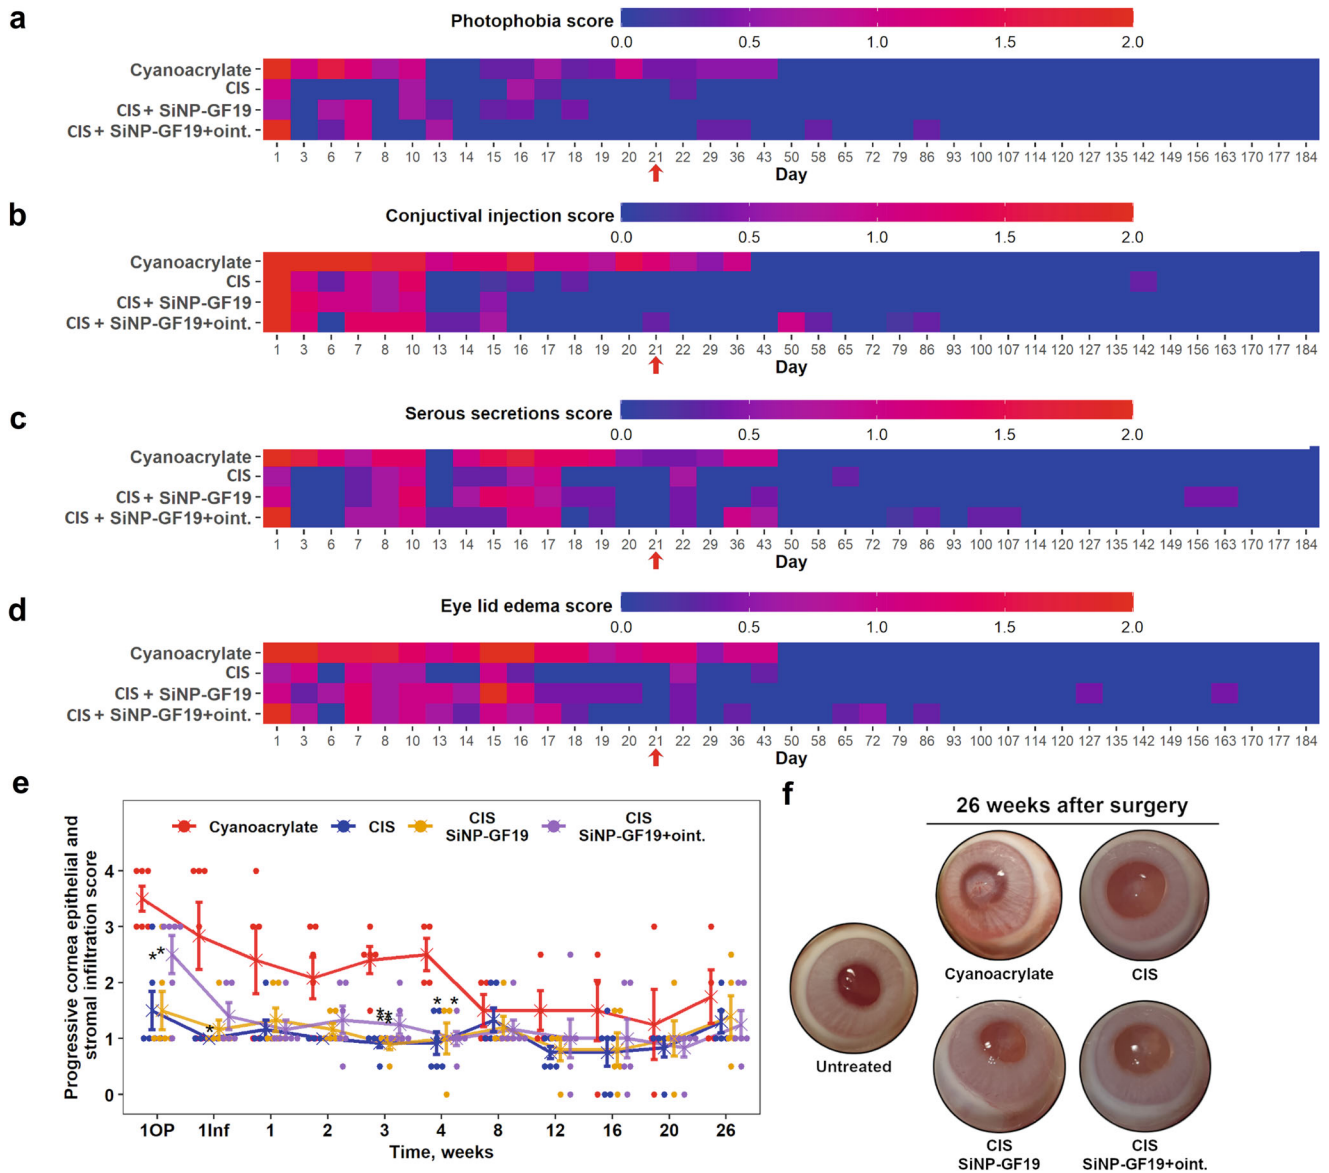 a
Photophobia score
0.0 0.5 1.0 1.5 2.0
Cyanoacrylate
CIS
CIS + SiNP-GF19
CIS + SiNP-GF19+oint.
1 3 6 7 8 10 13 14 15 16 17 18 19 20 21 22 29 36 43 50 58 65 72 79 86 93 100 107 114 120 127 135 142 149 156 163 170 177 184
Day
b
Conjuctival injection score
0.0 0.5 1.0 1.5 2.0
Cyanoacrylate
CIS
CIS + SiNP-GF19
CIS + SiNP-GF19+oint.
1 3 6 7 8 10 13 14 15 16 17 18 19 20 21 22 29 36 43 50 58 65 72 79 86 93 100 107 114 120 127 135 142 149 156 163 170 177 184
Day
c
Serous secretions score
0.0 0.5 1.0 1.5 2.0
Cyanoacrylate
CIS
CIS + SiNP-GF19
CIS + SiNP-GF19+oint.
1 3 6 7 8 10 13 14 15 16 17 18 19 20 21 22 29 36 43 50 58 65 72 79 86 93 100 107 114 120 127 135 142 149 156 163 170 177 184
Day
d
Eye lid edema score
0.0 0.5 1.0 1.5 2.0
Cyanoacrylate
CIS
CIS + SiNP-GF19
CIS + SiNP-GF19+oint.
1 3 6 7 8 10 13 14 15 16 17 18 19 20 21 22 29 36 43 50 58 65 72 79 86 93 100 107 114 120 127 135 142 149 156 163 170 177 184
Day
e
Progressive cornea epithelial and
stromal infiltration score
Cyanoacrylate
CIS
CIS
SiNP-GF19
CIS
SiNP-GF19+oint.
4
3
2
1
0
**
*
**
**
* *
1OP 1Inf 1 2 3 4 8 12 16 20 26
Time, weeks
f
26 weeks after surgery
Untreated
Cyanoacrylate
CIS
CIS
SiNP-GF19
CIS
SiNP-GF19+oint.